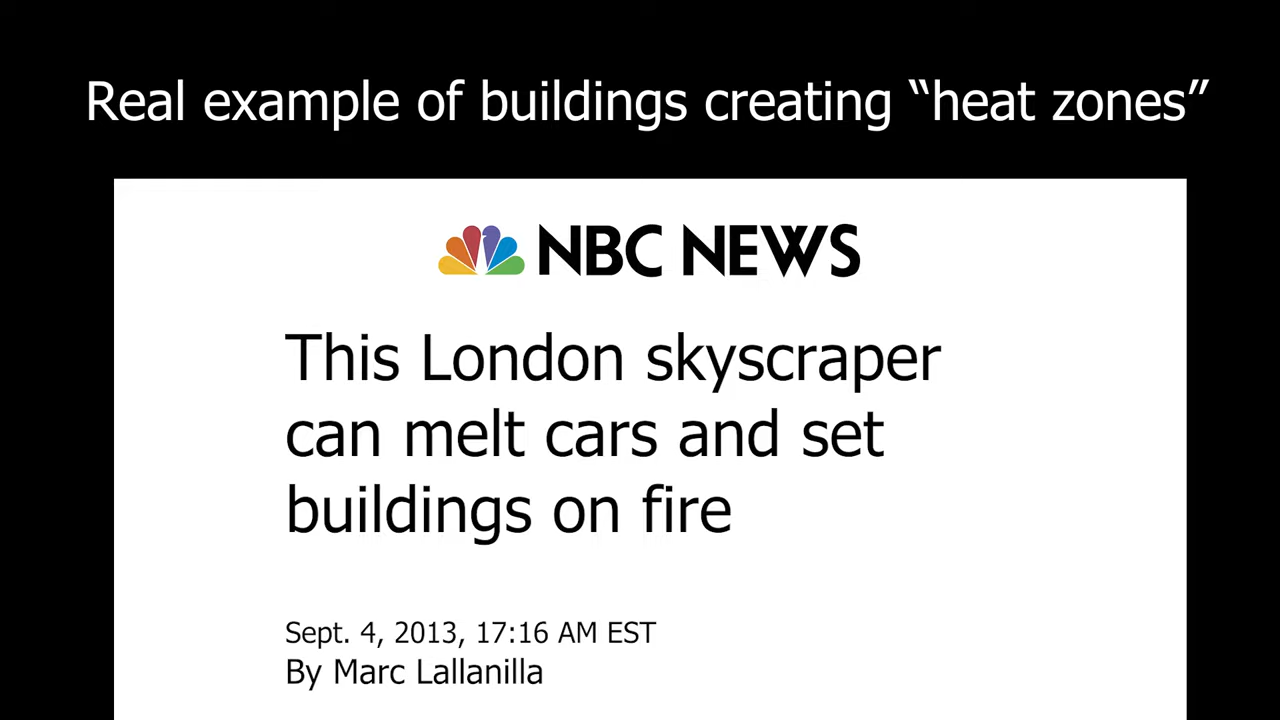 Real example of buildings creating “heat zones”
NBC NEWS
This London skyscraper
can melt cars and set
buildings on fire
Sept. 4, 2013, 17:16 AM EST
By Marc Lallanilla